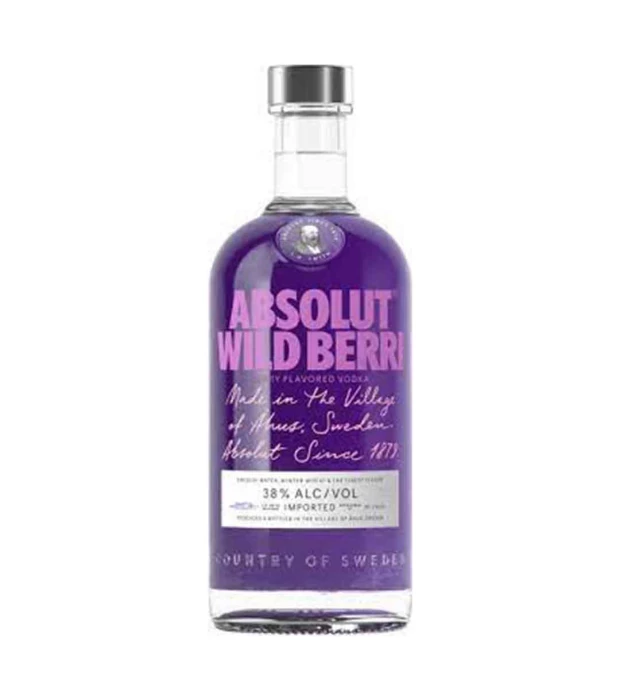 ABSOLUT
WILD BERRI
FLAVORED VODKA
Made in the Village
of Åhus, Sweden.
Absolut Since 1879.
38% ALC/VOL
IMPORTED
COUNTRY OF SWEDEN